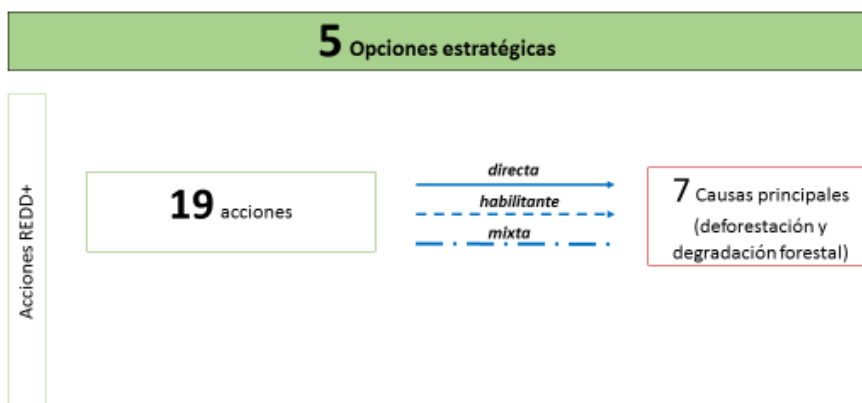 5 Opciones estratégicas
Acciones REDD+
19 acciones
directa
habilitante
mixta
7 Causas principales
(deforestación y
degradación forestal)